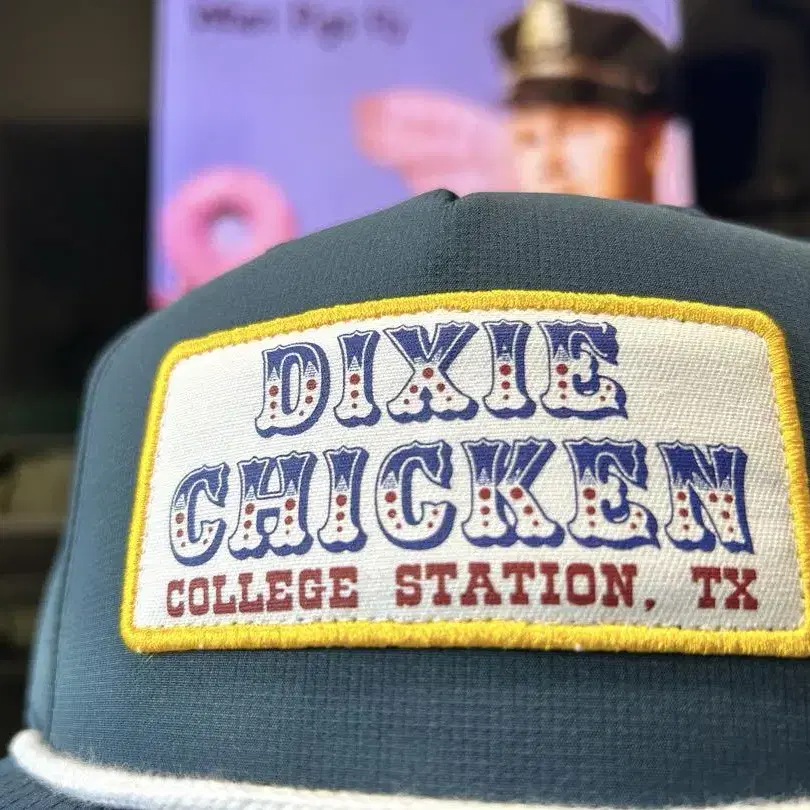 DIXIE
CHICKEN
COLLEGE STATION, TX